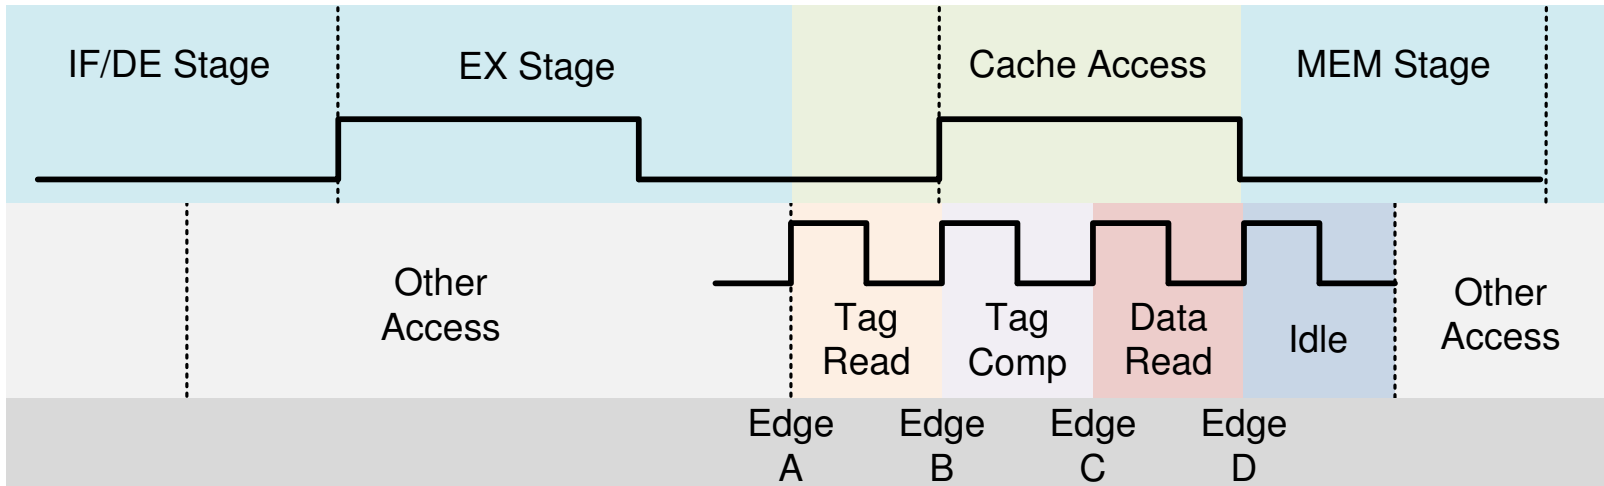 IF/DE Stage
EX Stage
Cache Access
MEM Stage
Other
Access
Tag
Read
Tag
Comp
Data
Read
Idle
Other
Access
Edge
A
Edge
B
Edge
C
Edge
D